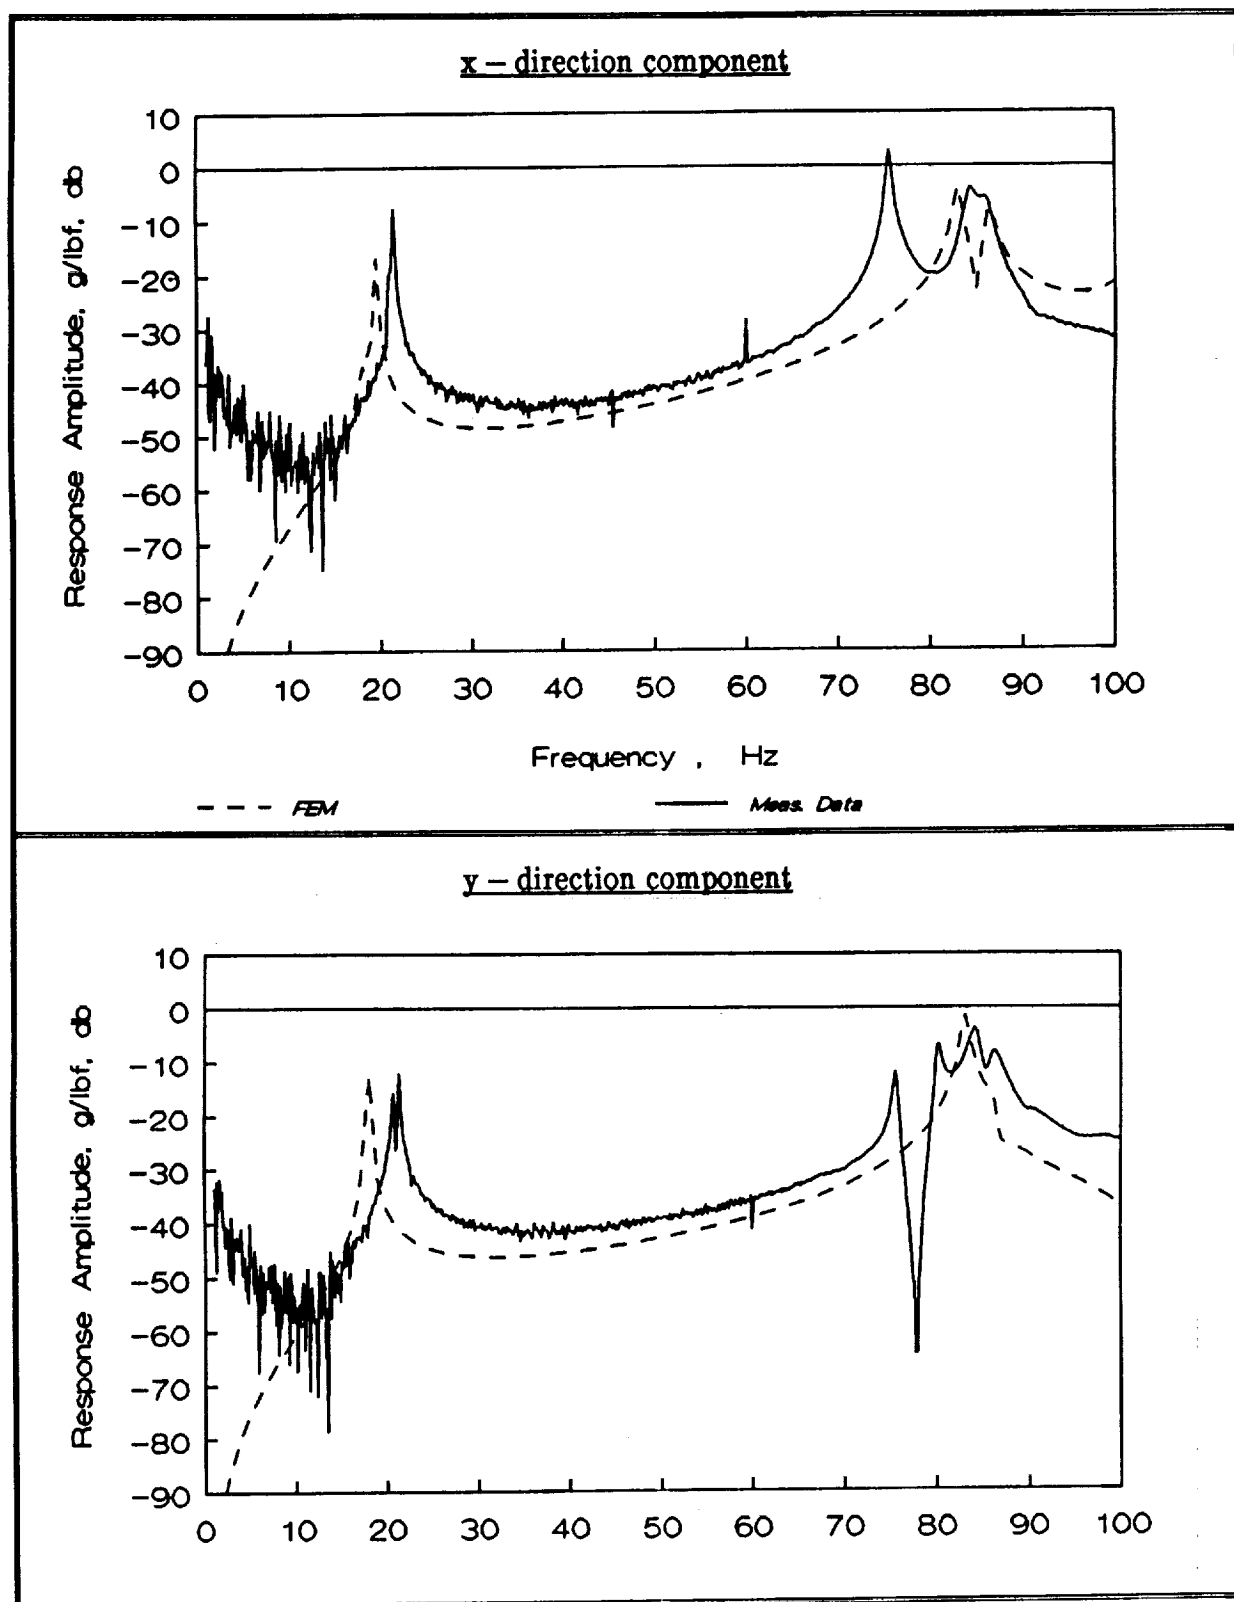 x – direction component
10
0
−10
−20
−30
−40
−50
−60
−70
−80
−90
Response Amplitude, g/lbf, db
0 10 20 30 40 50 60 70 80 90 100
Frequency , Hz
FEM Meas. Data
y – direction component
10
0
−10
−20
−30
−40
−50
−60
−70
−80
−90
Response Amplitude, g/lbf, db
0 10 20 30 40 50 60 70 80 90 100